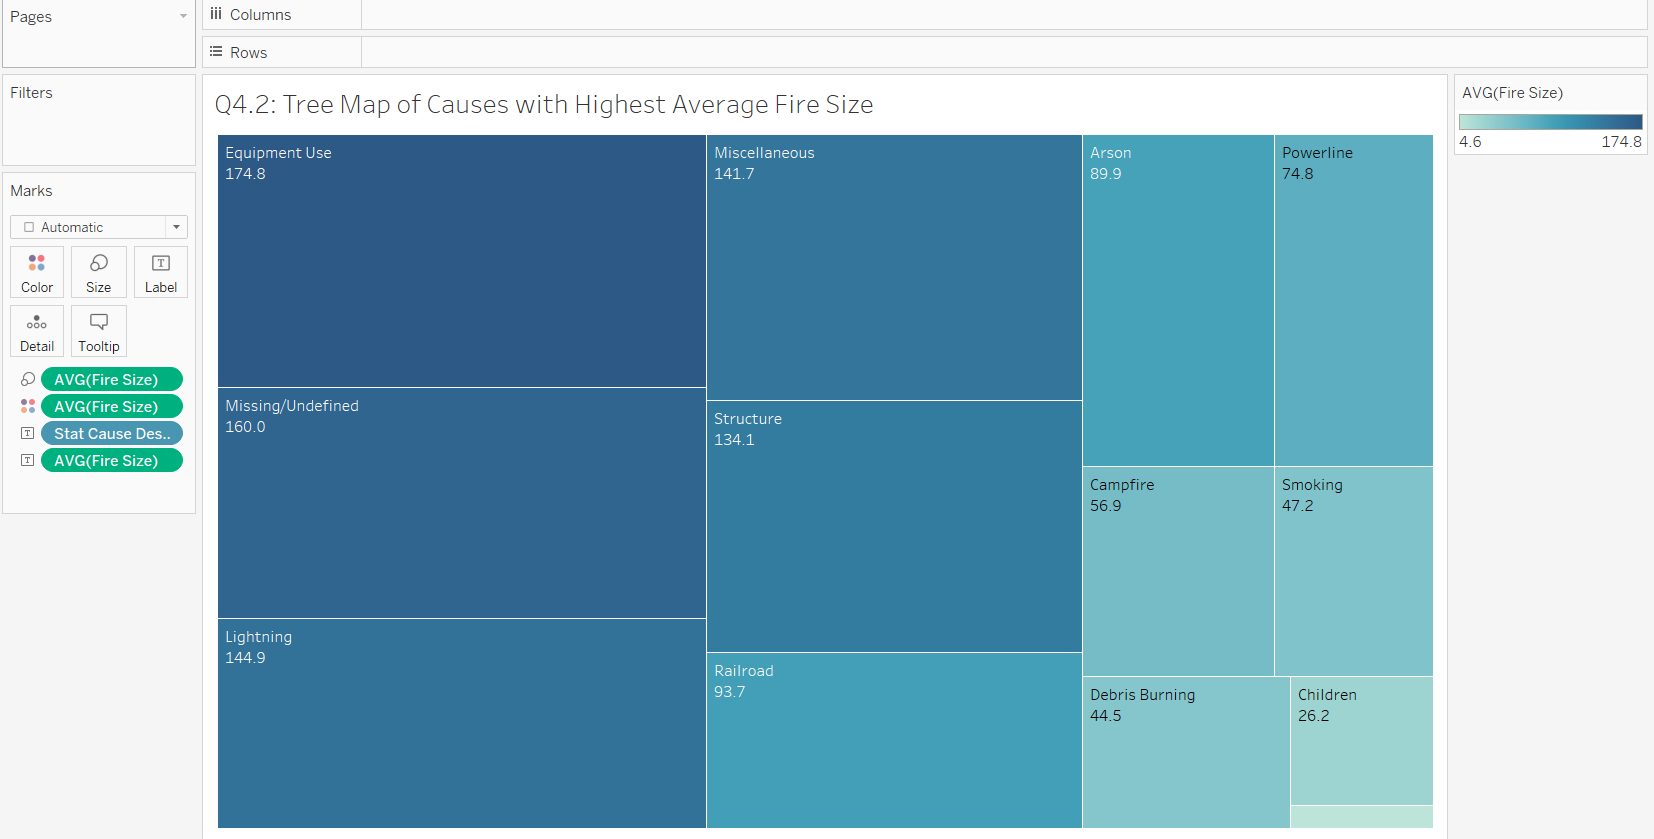 Pages
Columns
Rows
Filters
Marks
Automatic
Color
Size
Label
Detail
Tooltip
AVG(Fire Size)
AVG(Fire Size)
Stat Cause Des..
AVG(Fire Size)
Q4.2: Tree Map of Causes with Highest Average Fire Size
Equipment Use
174.8
Missing/Undefined
160.0
Lightning
144.9
Miscellaneous
141.7
Structure
134.1
Railroad
93.7
Arson
89.9
Powerline
74.8
Campfire
56.9
Smoking
47.2
Debris Burning
44.5
Children
26.2
AVG(Fire Size)
4.6
174.8